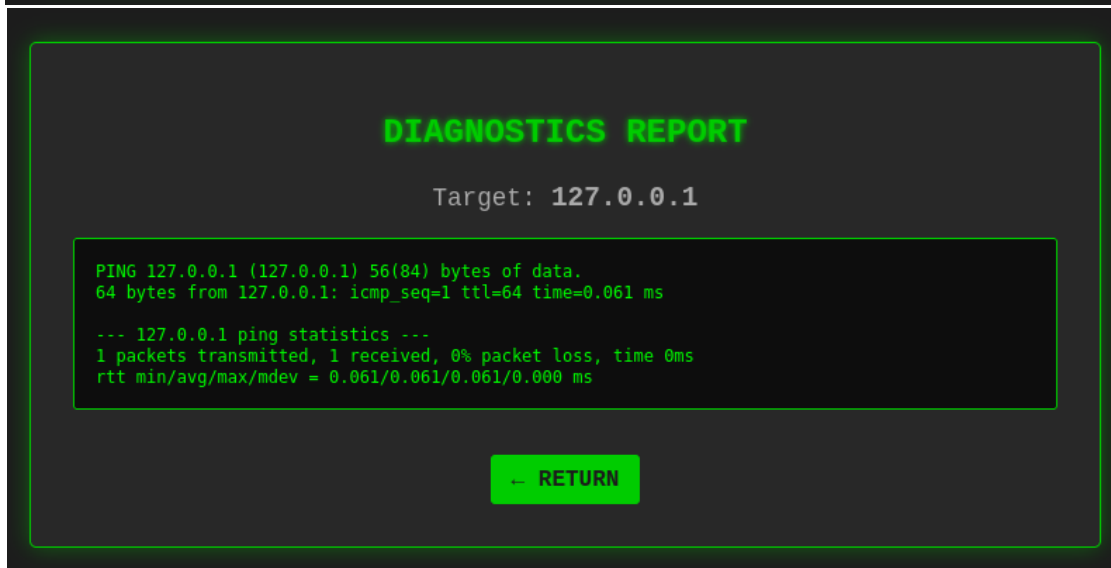 DIAGNOSTICS REPORT
Target: 127.0.0.1
PING 127.0.0.1 (127.0.0.1) 56(84) bytes of data.
64 bytes from 127.0.0.1: icmp_seq=1 ttl=64 time=0.061 ms
--- 127.0.0.1 ping statistics ---
1 packets transmitted, 1 received, 0% packet loss, time 0ms
rtt min/avg/max/mdev = 0.061/0.061/0.061/0.000 ms
← RETURN